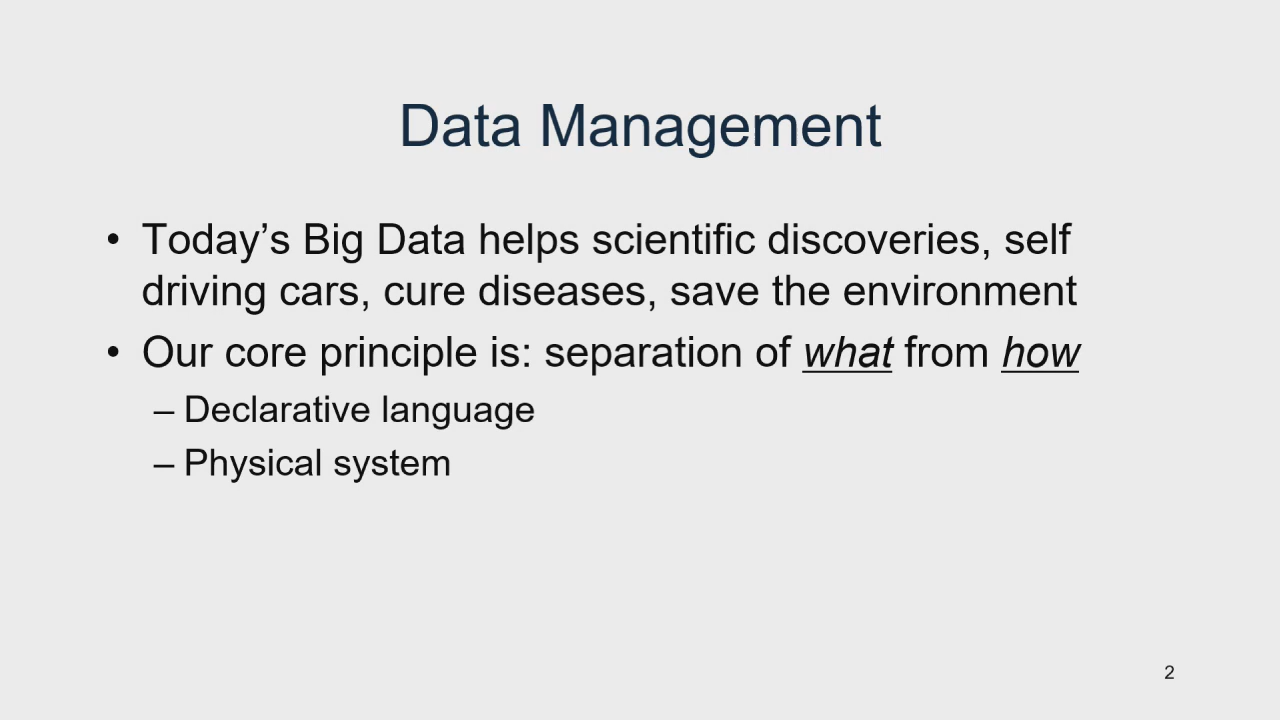 Data Management
• Today’s Big Data helps scientific discoveries, self
driving cars, cure diseases, save the environment
• Our core principle is: separation of what from how
– Declarative language
– Physical system
2